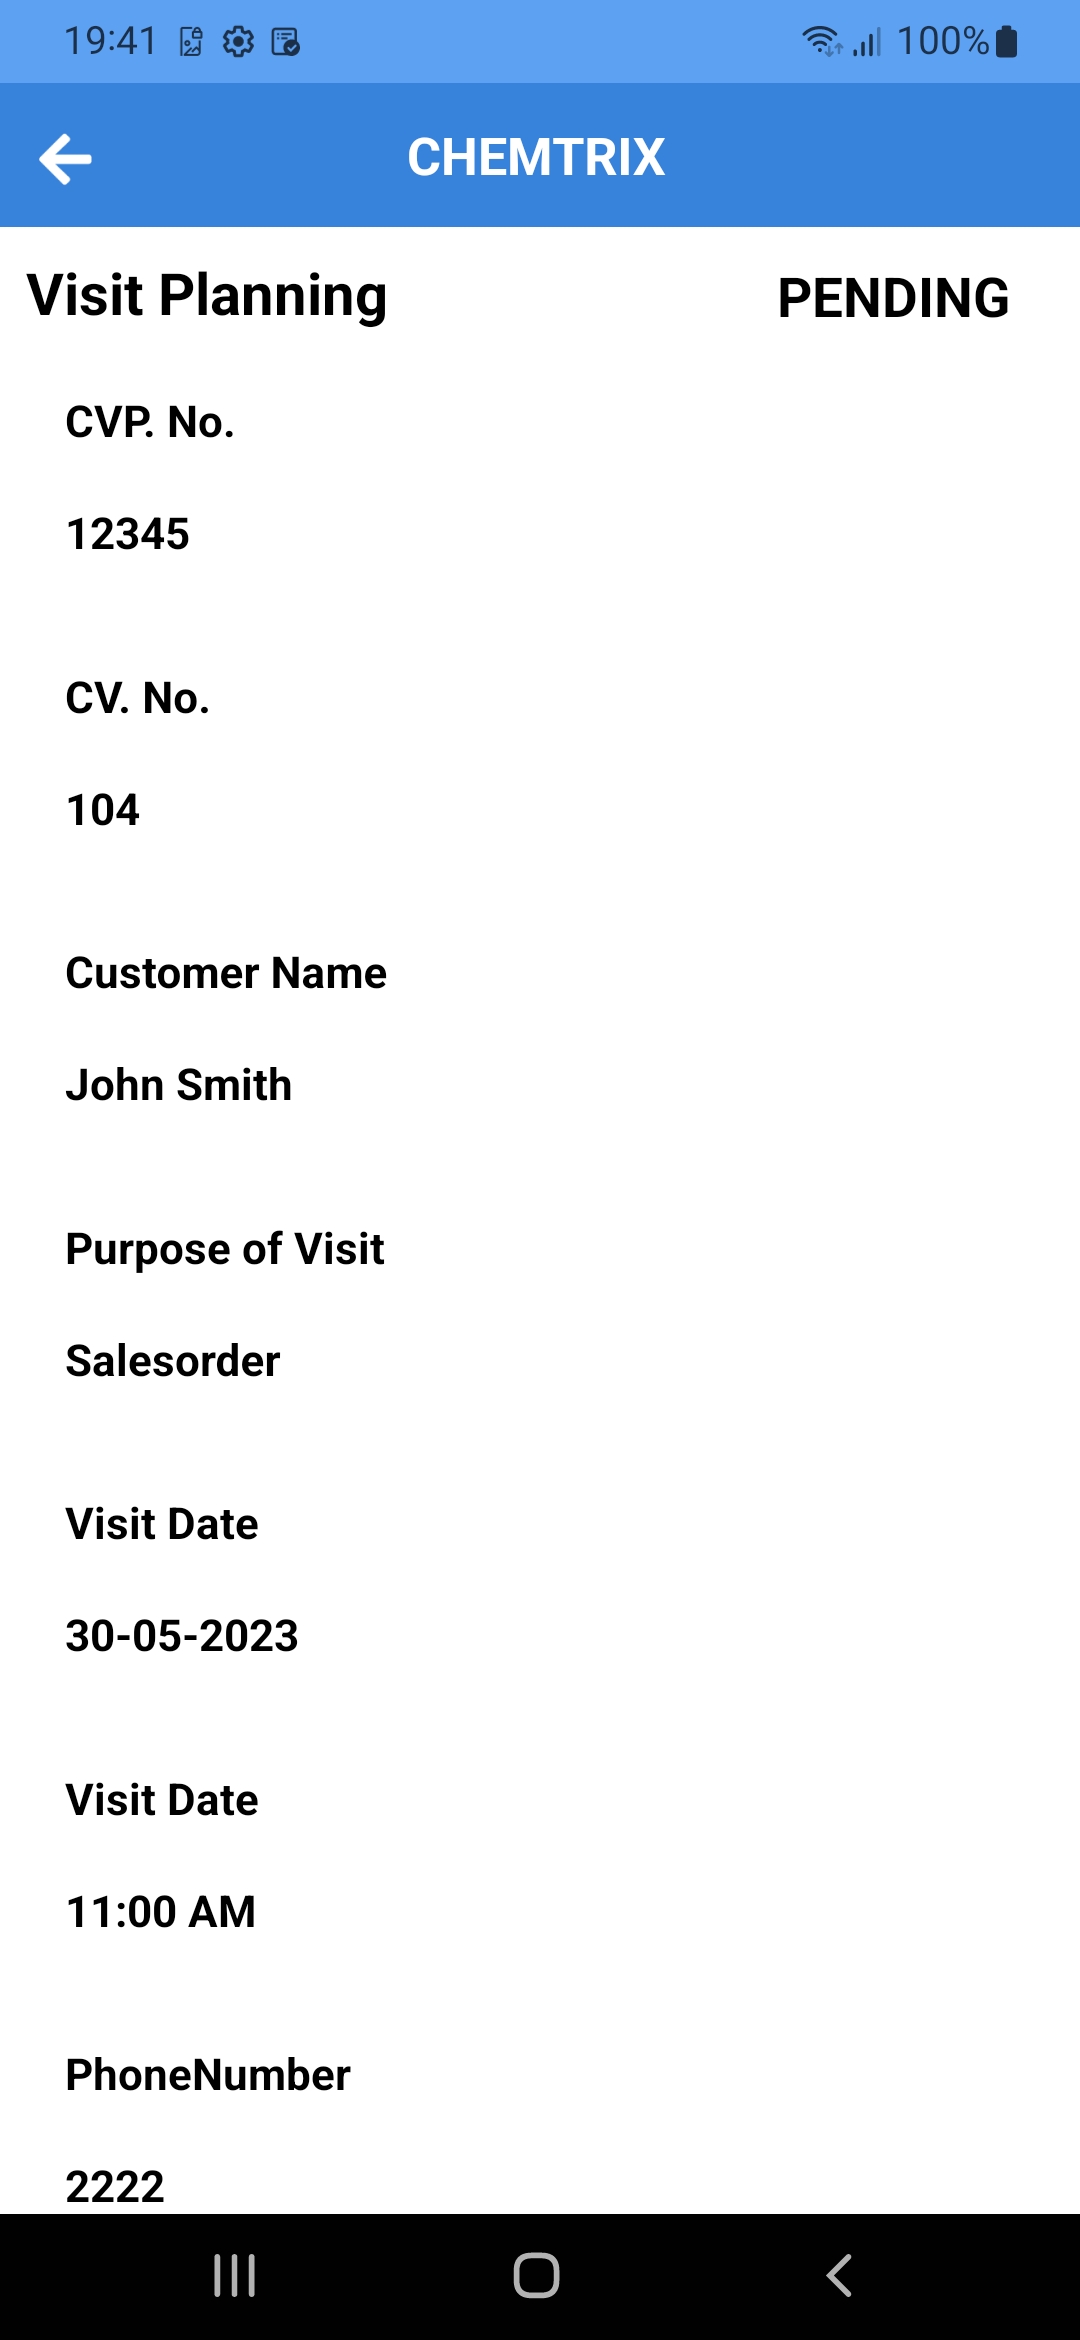 19:41 100%
CHEMTRIX
Visit Planning PENDING
CVP. No.
12345
CV. No.
104
Customer Name
John Smith
Purpose of Visit
Salesorder
Visit Date
30-05-2023
Visit Date
11:00 AM
PhoneNumber
2222